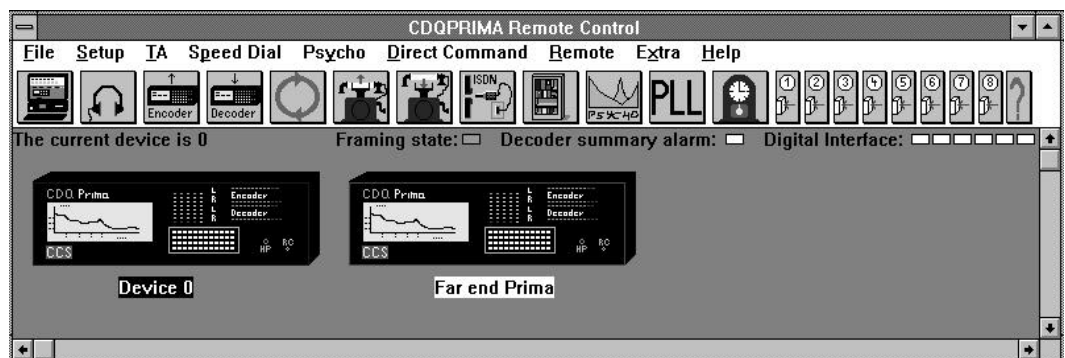 CDQPRIMA Remote Control
File Setup TA Speed Dial Psycho Direct Command Remote Extra Help
Encoder Decoder ISDN PSYCHO PLL 1 2 3 4 5 6 7 8 ?
The current device is 0 Framing state: Decoder summary alarm: Digital Interface:
CDQ Prima L R L R Encoder Decoder HP RC CCS
CDQ Prima L R L R Encoder Decoder HP RC CCS
Device 0 Far end Prima